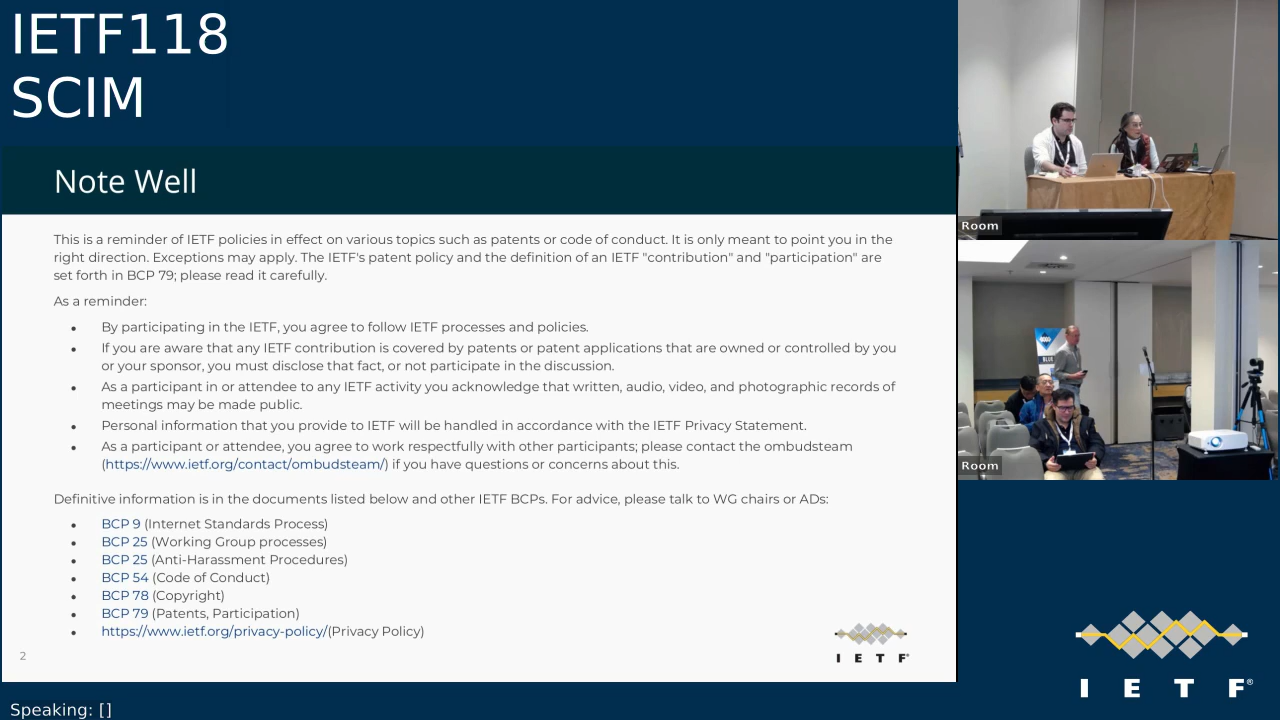 IETF118
SCIM
Note Well
This is a reminder of IETF policies in effect on various topics such as patents or code of conduct. It is only meant to point you in the
right direction. Exceptions may apply. The IETF's patent policy and the definition of an IETF "contribution" and "participation" are
set forth in BCP 79; please read it carefully.
As a reminder:
• By participating in the IETF, you agree to follow IETF processes and policies.
• If you are aware that any IETF contribution is covered by patents or patent applications that are owned or controlled by you
or your sponsor, you must disclose that fact, or not participate in the discussion.
• As a participant in or attendee to any IETF activity you acknowledge that written, audio, video, and photographic records of
meetings may be made public.
• Personal information that you provide to IETF will be handled in accordance with the IETF Privacy Statement.
• As a participant or attendee, you agree to work respectfully with other participants; please contact the ombudsteam
(https://www.ietf.org/contact/ombudsteam/) if you have questions or concerns about this.
Definitive information is in the documents listed below and other IETF BCPs. For advice, please talk to WG chairs or ADs:
• BCP 9 (Internet Standards Process)
• BCP 25 (Working Group processes)
• BCP 25 (Anti-Harassment Procedures)
• BCP 54 (Code of Conduct)
• BCP 78 (Copyright)
• BCP 79 (Patents, Participation)
• https://www.ietf.org/privacy-policy/(Privacy Policy)
2
I E T F®
Room
BLUE
Room
I E T F®
Speaking: []